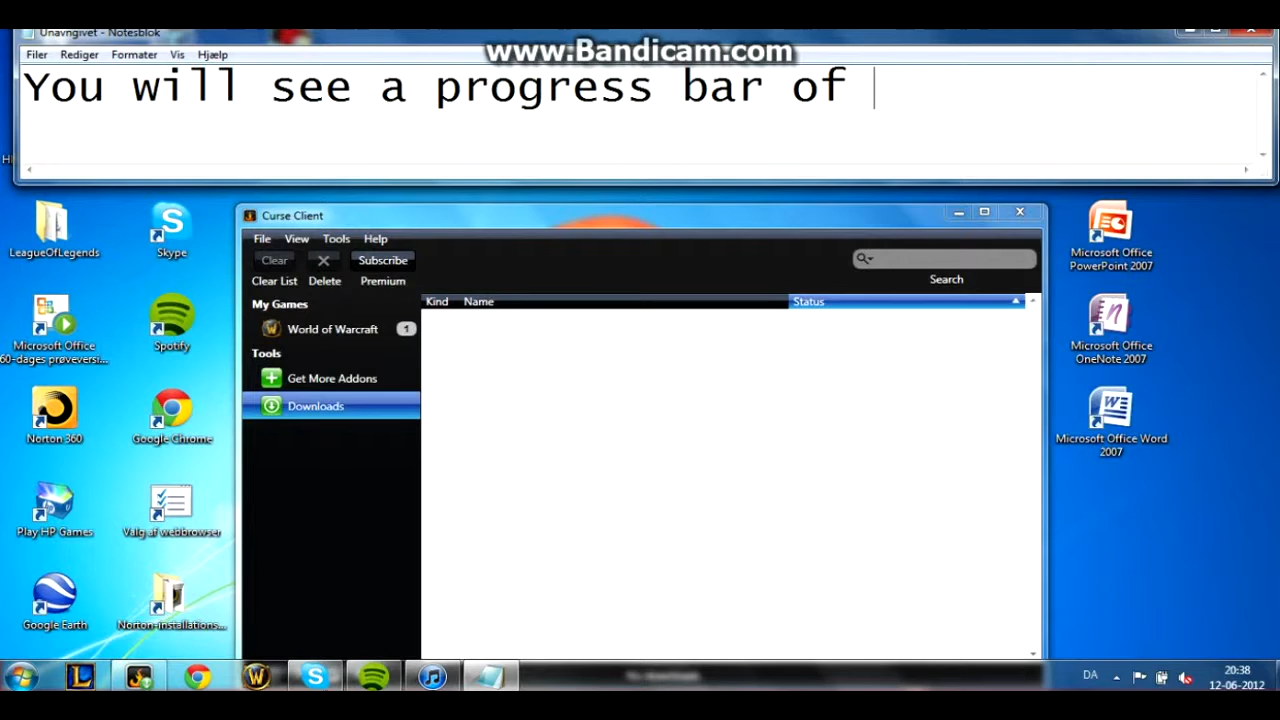 Unavngivet - Notesblok
www.Bandicam.com
Filer Rediger Formater Vis Hjælp
You will see a progress bar of
LeagueOfLegends
Skype
Microsoft Office
60-dages prøveversi...
Spotify
Norton 360
Google Chrome
Play HP Games
Valg af webbrowser
Google Earth
Norton-installations...
Curse Client
File View Tools Help
Clear Subscribe
Clear List Delete Premium
Search
My Games
World of Warcraft 1
Tools
Get More Addons
Downloads
Kind Name Status
Microsoft Office
PowerPoint 2007
Microsoft Office
OneNote 2007
Microsoft Office Word
2007
DA
20:38
12-06-2012